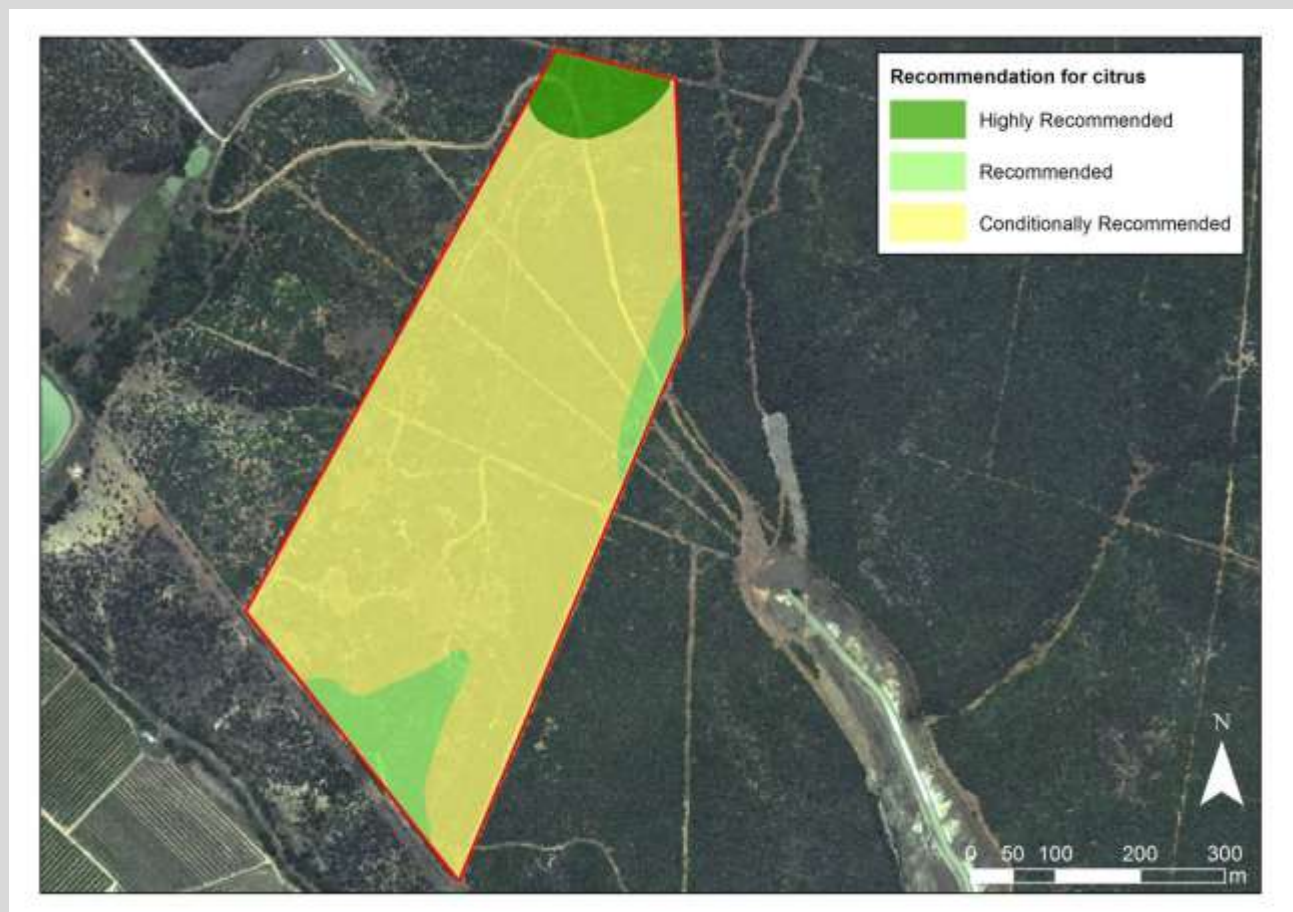 Recommendation for citrus
Highly Recommended
Recommended
Conditionally Recommended
N
0 50 100 200 300
m